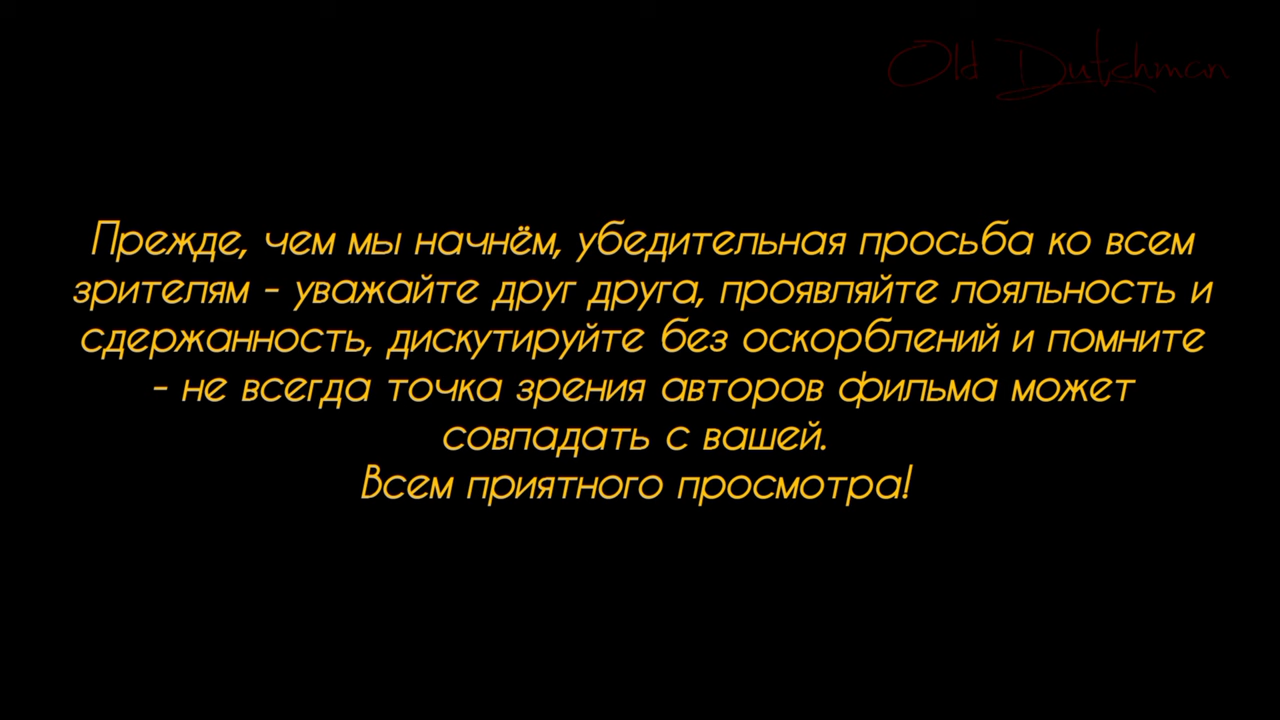 Old Dutchman
Прежде, чем мы начнём, убедительная просьба ко всем
зрителям - уважайте друг друга, проявляйте лояльность и
сдержанность, дискутируйте без оскорблений и помните
- не всегда точка зрения авторов фильма может
совпадать с вашей.
Всем приятного просмотра!